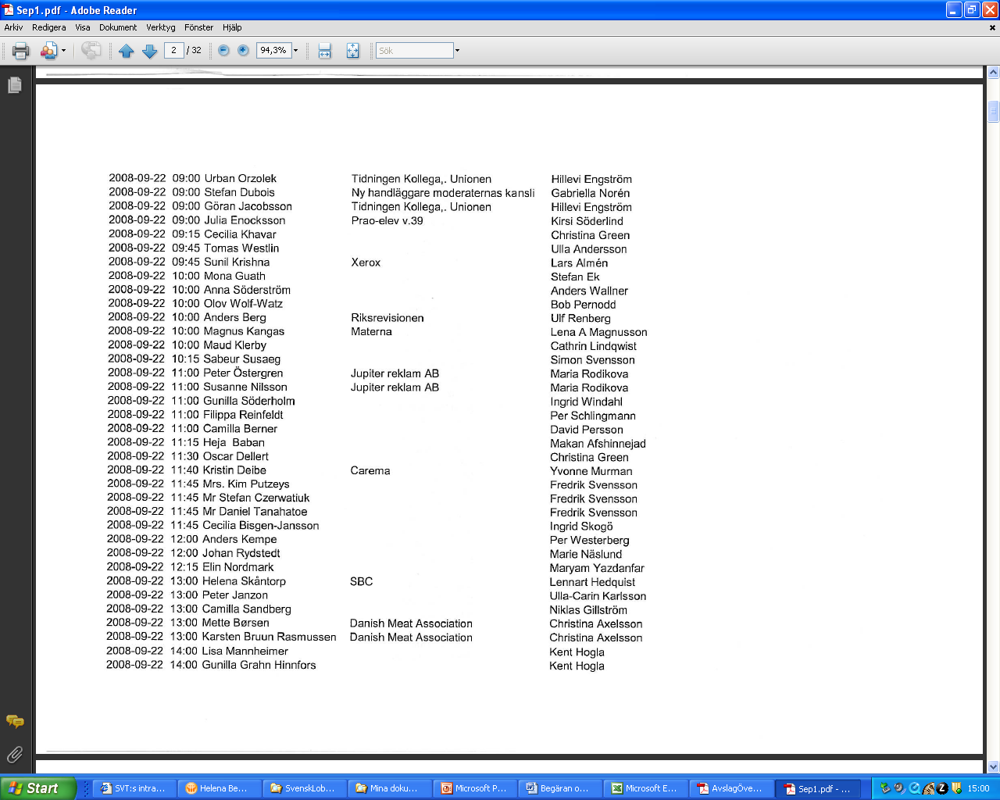 Sep1.pdf - Adobe Reader
Arkiv Redigera Visa Dokument Verktyg Fönster Hjälp
2 / 32 94,3% Sök
2008-09-22 09:00 Urban Orzolek Tidningen Kollega,. Unionen Hillevi Engström
2008-09-22 09:00 Stefan Dubois Ny handläggare moderaternas kansli Gabriella Norén
2008-09-22 09:00 Göran Jacobsson Tidningen Kollega,. Unionen Hillevi Engström
2008-09-22 09:00 Julia Enocksson Prao-elev v.39 Kirsi Söderlind
2008-09-22 09:15 Cecilia Khavar Christina Green
2008-09-22 09:45 Tomas Westlin Ulla Andersson
2008-09-22 09:45 Sunil Krishna Xerox Lars Almén
2008-09-22 10:00 Mona Guath Stefan Ek
2008-09-22 10:00 Anna Söderström Anders Wallner
2008-09-22 10:00 Olov Wolf-Watz Bob Pernodd
2008-09-22 10:00 Anders Berg Riksrevisionen Ulf Renberg
2008-09-22 10:00 Magnus Kangas Materna Lena A Magnusson
2008-09-22 10:00 Maud Klerby Cathrin Lindqwist
2008-09-22 10:15 Sabeur Susaeg Simon Svensson
2008-09-22 11:00 Peter Östergren Jupiter reklam AB Maria Rodikova
2008-09-22 11:00 Susanne Nilsson Jupiter reklam AB Maria Rodikova
2008-09-22 11:00 Gunilla Söderholm Ingrid Windahl
2008-09-22 11:00 Filippa Reinfeldt Per Schlingmann
2008-09-22 11:00 Camilla Berner David Persson
2008-09-22 11:15 Heja Baban Makan Afshinnejad
2008-09-22 11:30 Oscar Dellert Christina Green
2008-09-22 11:40 Kristin Deibe Carema Yvonne Murman
2008-09-22 11:45 Mrs. Kim Putzeys Fredrik Svensson
2008-09-22 11:45 Mr Stefan Czerwatiuk Fredrik Svensson
2008-09-22 11:45 Mr Daniel Tanahatoe Fredrik Svensson
2008-09-22 11:45 Cecilia Bisgen-Jansson Ingrid Skogö
2008-09-22 12:00 Anders Kempe Per Westerberg
2008-09-22 12:00 Johan Rydstedt Marie Näslund
2008-09-22 12:15 Elin Nordmark Maryam Yazdanfar
2008-09-22 13:00 Helena Skåntorp SBC Lennart Hedquist
2008-09-22 13:00 Peter Janzon Ulla-Carin Karlsson
2008-09-22 13:00 Camilla Sandberg Niklas Gillström
2008-09-22 13:00 Mette Børsen Danish Meat Association Christina Axelsson
2008-09-22 13:00 Karsten Bruun Rasmussen Danish Meat Association Christina Axelsson
2008-09-22 14:00 Lisa Mannheimer Kent Hogla
2008-09-22 14:00 Gunilla Grahn Hinnfors Kent Hogla
Start SVT:s intra... Helena Be... SvenskLob... Mina doku... Microsoft P... Begäran o... Microsoft E... AvslagÖve... Sep1.pdf - ... 15:00